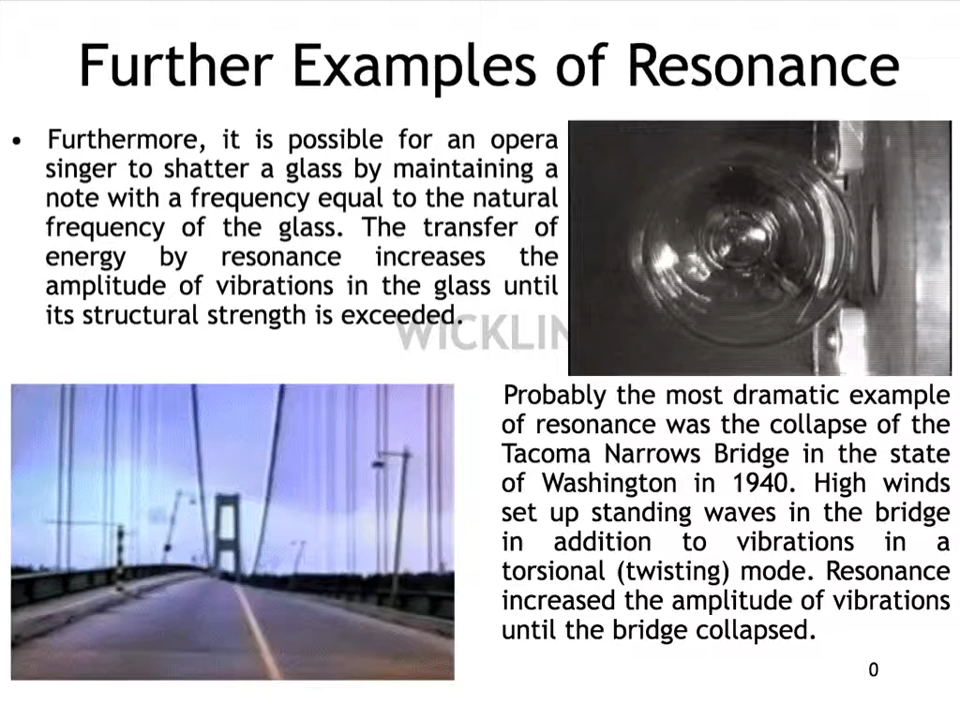 Further Examples of Resonance
• Furthermore, it is possible for an opera
singer to shatter a glass by maintaining a
note with a frequency equal to the natural
frequency of the glass. The transfer of
energy by resonance increases the
amplitude of vibrations in the glass until
its structural strength is exceeded.
WICKLIN
Probably the most dramatic example
of resonance was the collapse of the
Tacoma Narrows Bridge in the state
of Washington in 1940. High winds
set up standing waves in the bridge
in addition to vibrations in a
torsional (twisting) mode. Resonance
increased the amplitude of vibrations
until the bridge collapsed.
0